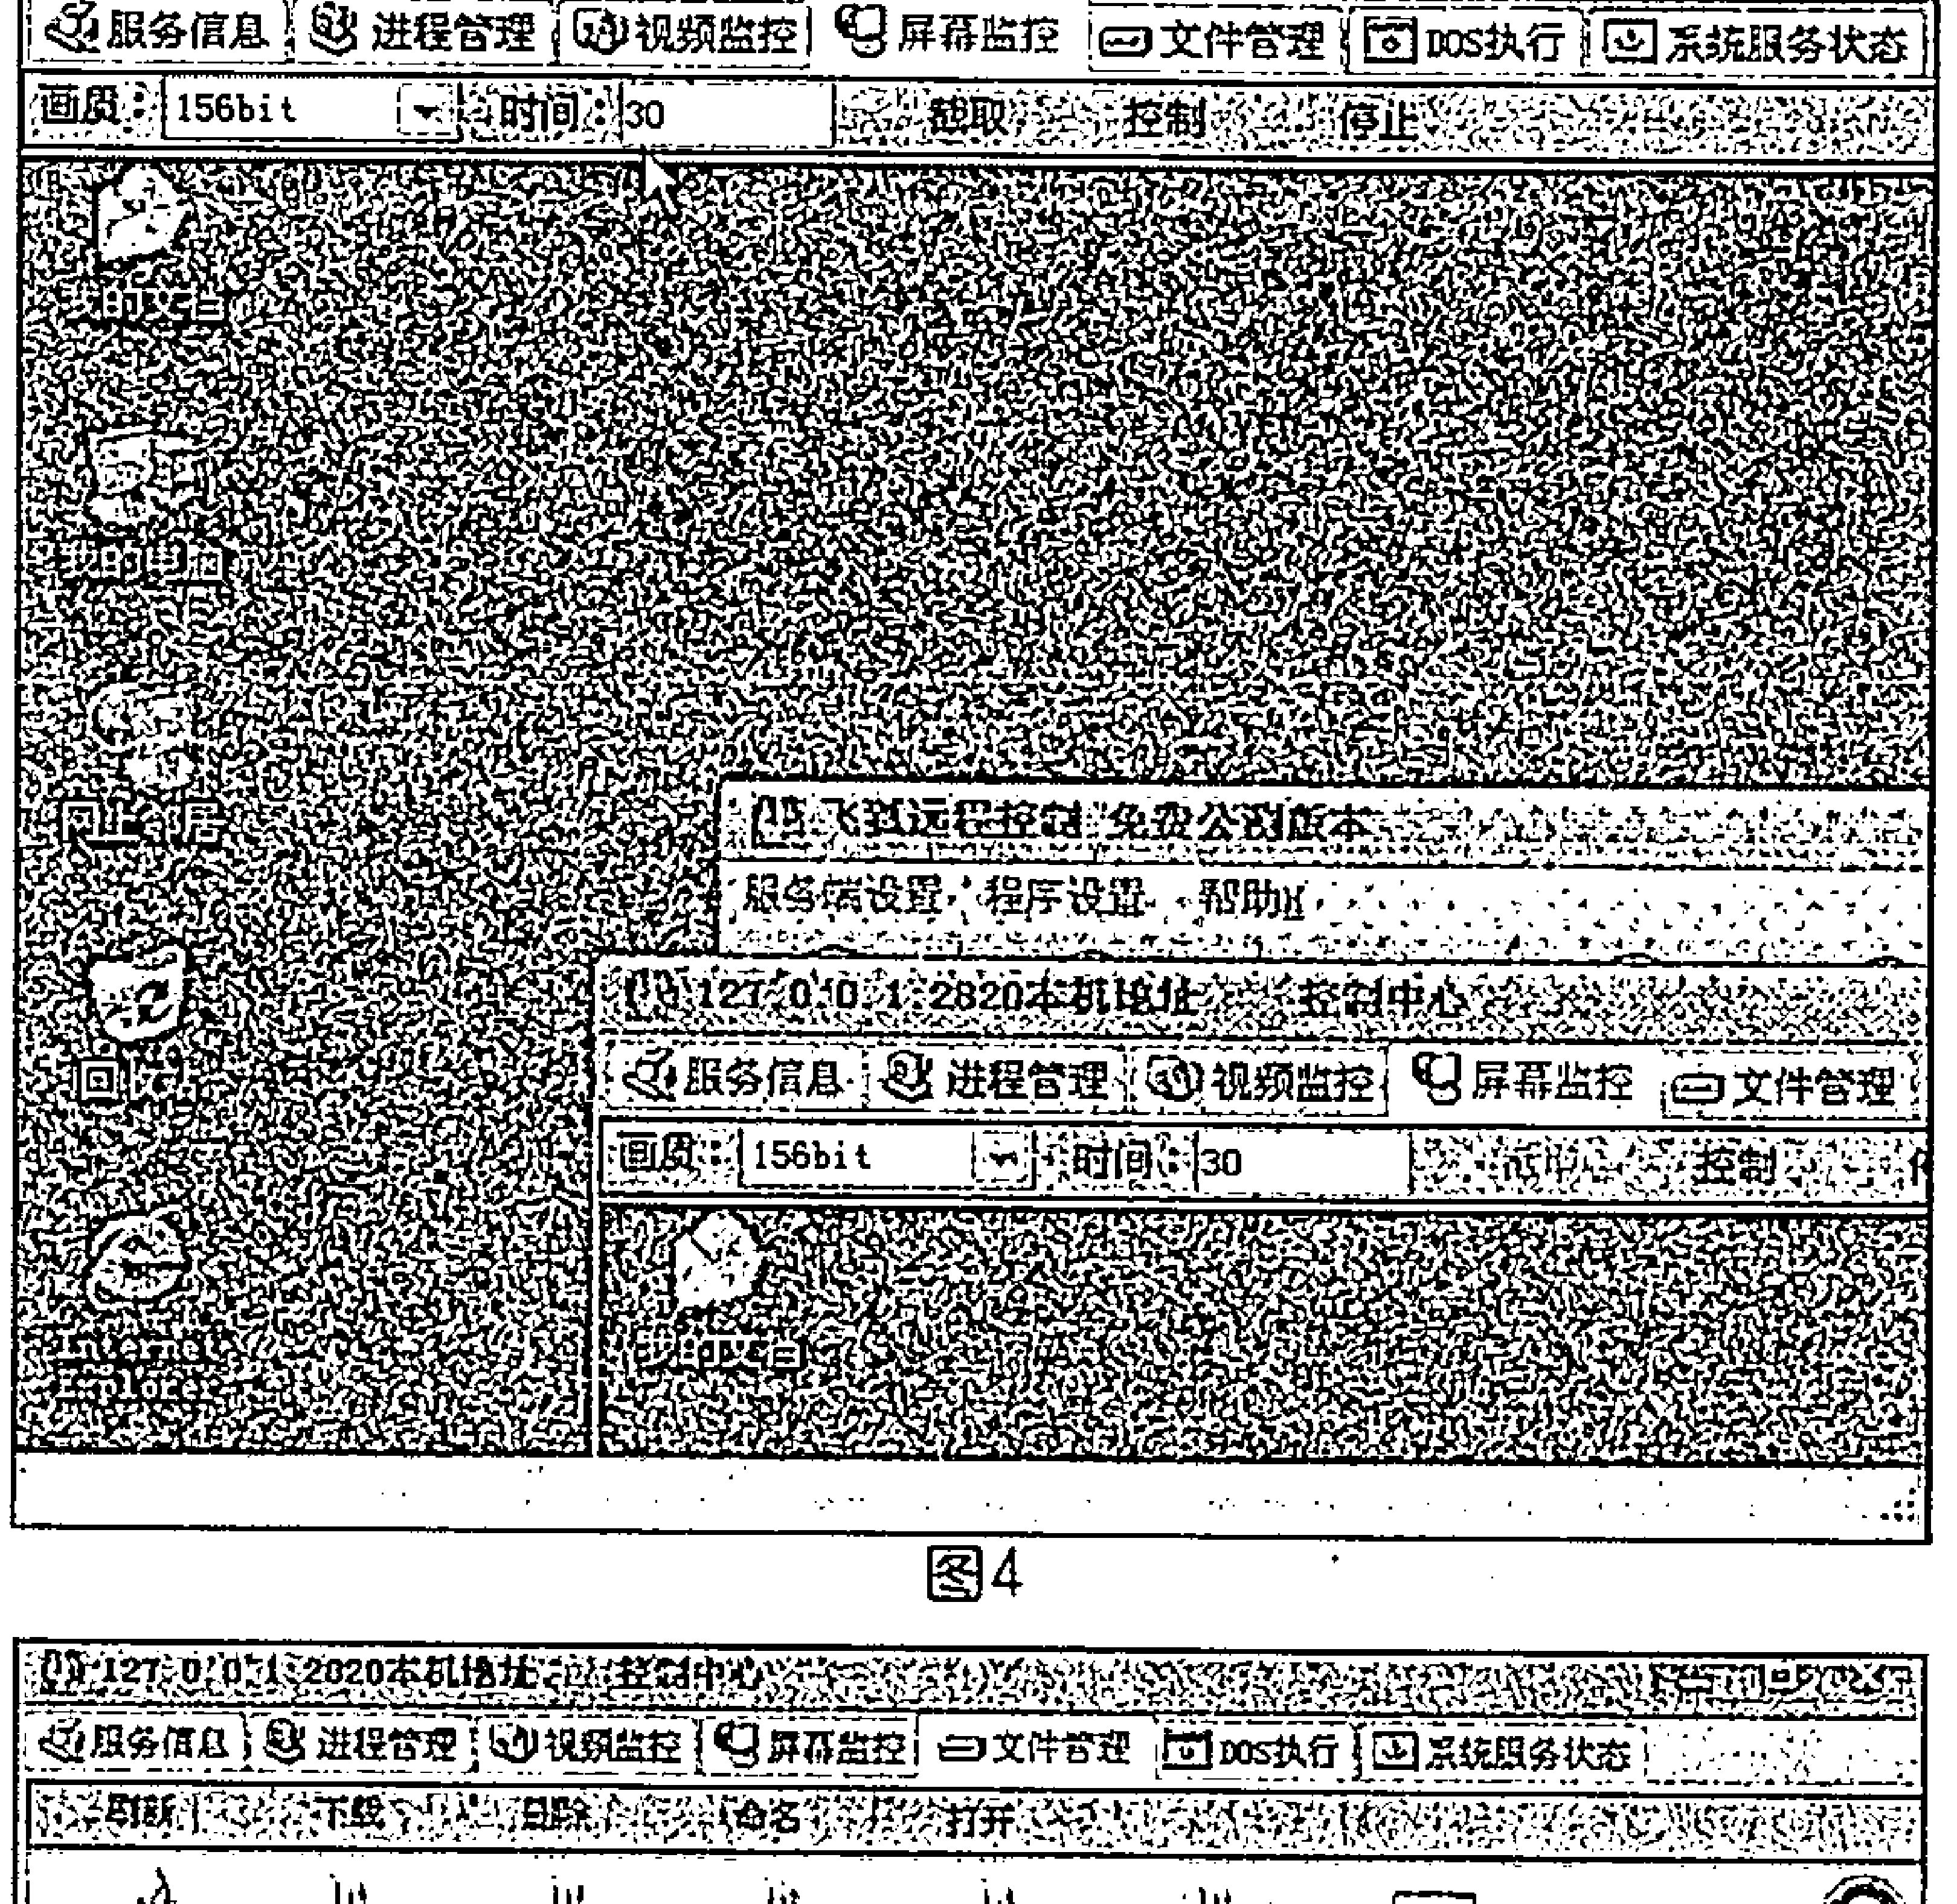 服务信息 进程管理 视频监控 屏幕监控 文件管理 DOS执行 系统服务状态
画质: 156bit 时间: 30 截取 控制 停止
我的文档
我的电脑
网上邻居
远程控制 免费公测版本
服务端设置 程序设置 帮助
127.0.0.1:2020本机地址 控制中心
服务信息 进程管理 视频监控 屏幕监控 文件管理
画质: 156bit 时间: 30 控制
我的文档
Internet
Explorer
图4
127.0.0.1:2020本机地址 控制中心
服务信息 进程管理 视频监控 屏幕监控 文件管理 DOS执行 系统服务状态
刷新 下载 删除 命名 打开